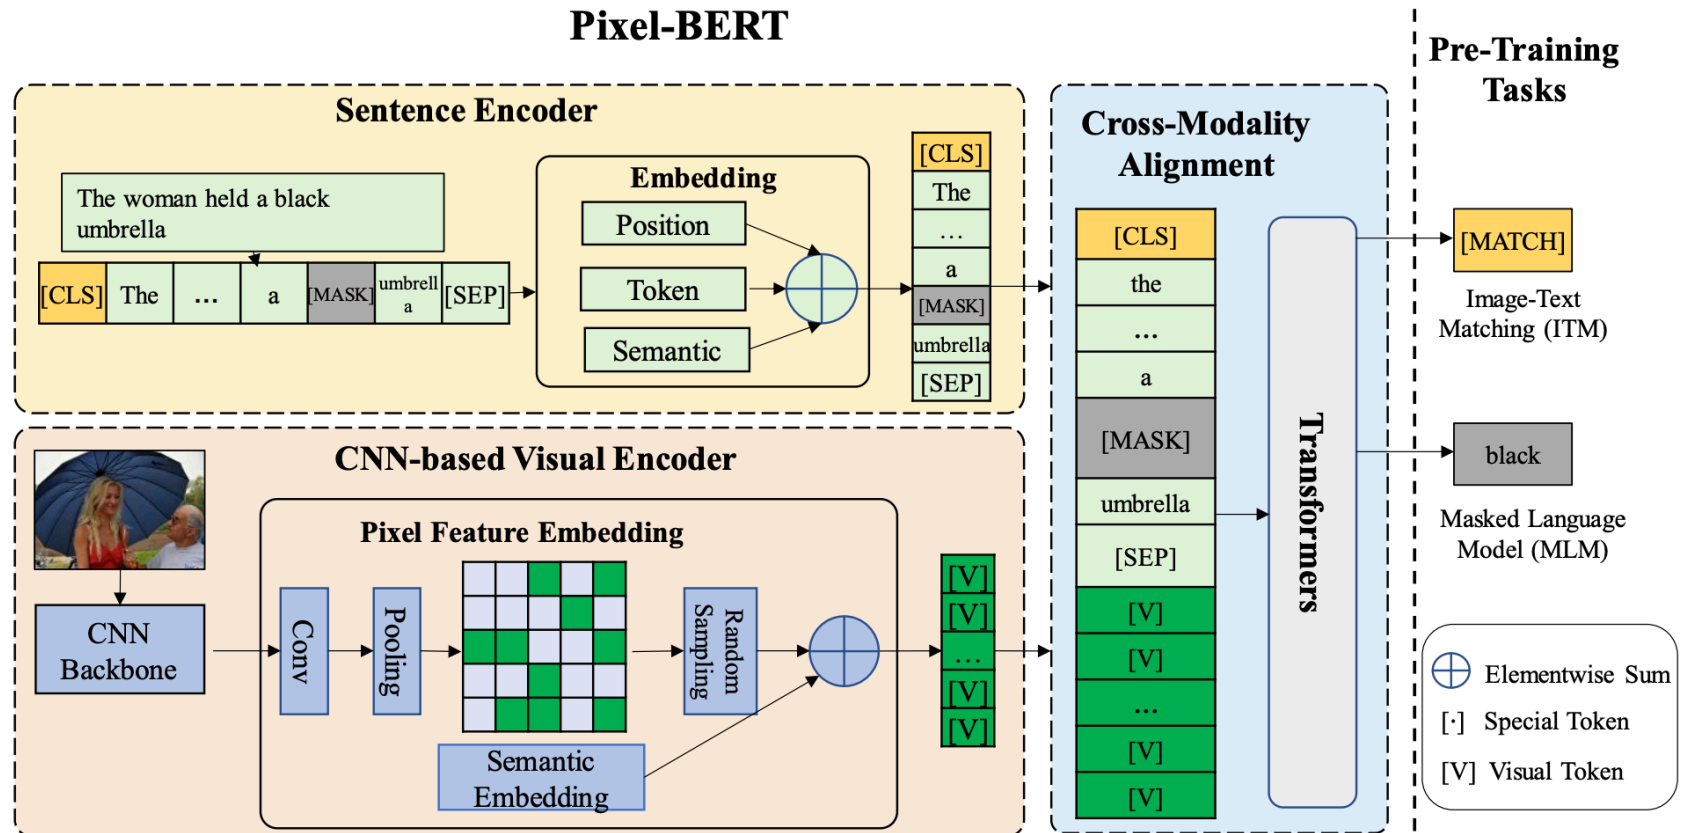 Pixel-BERT
Pre-Training
Tasks
Sentence Encoder
The woman held a black
umbrella
[CLS] The ... a [MASK] umbrell
a [SEP]
Embedding
Position
Token
Semantic
[CLS]
The
...
a
[MASK]
umbrella
[SEP]
CNN-based Visual Encoder
CNN
Backbone
Pixel Feature Embedding
Conv
Pooling
Random
Sampling
Semantic
Embedding
[V]
[V]
...
[V]
[V]
Cross-Modality
Alignment
[CLS]
the
...
a
[MASK]
umbrella
[SEP]
[V]
[V]
...
[V]
[V]
Transformers
[MATCH]
Image-Text
Matching (ITM)
black
Masked Language
Model (MLM)
Elementwise Sum
[·] Special Token
[V] Visual Token